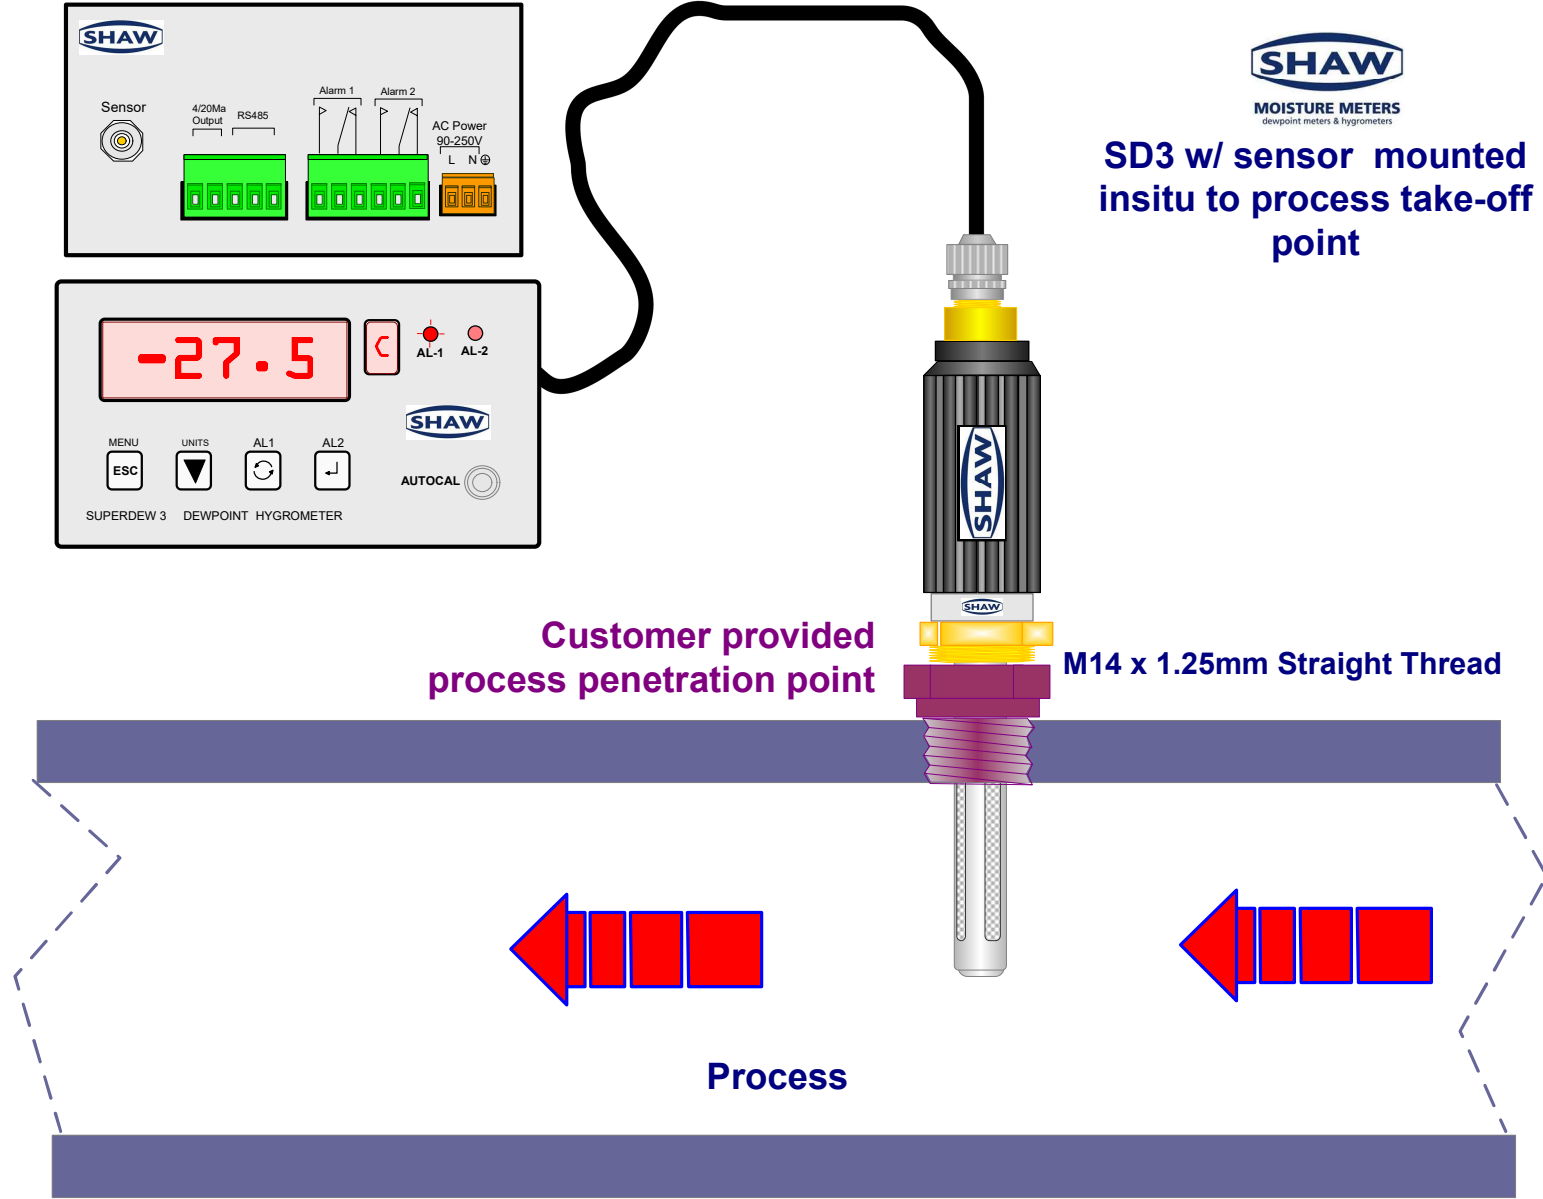 SHAW
Sensor
4/20Ma
Output
RS485
Alarm 1
Alarm 2
AC Power
90-250V
L N
SHAW
MOISTURE METERS
dewpoint meters & hygrometers
SD3 w/ sensor mounted
insitu to process take-off
point
-27.5
C
AL-1
AL-2
SHAW
MENU
UNITS
AL1
AL2
ESC
AUTOCAL
SUPERDEW 3 DEWPOINT HYGROMETER
SHAW
SHAW
Customer provided
process penetration point
M14 x 1.25mm Straight Thread
Process